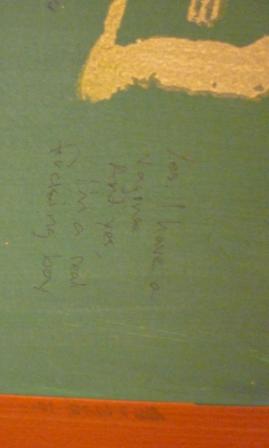 Yes, I have a
vagina
And yes,
I'm a real
fucking boy